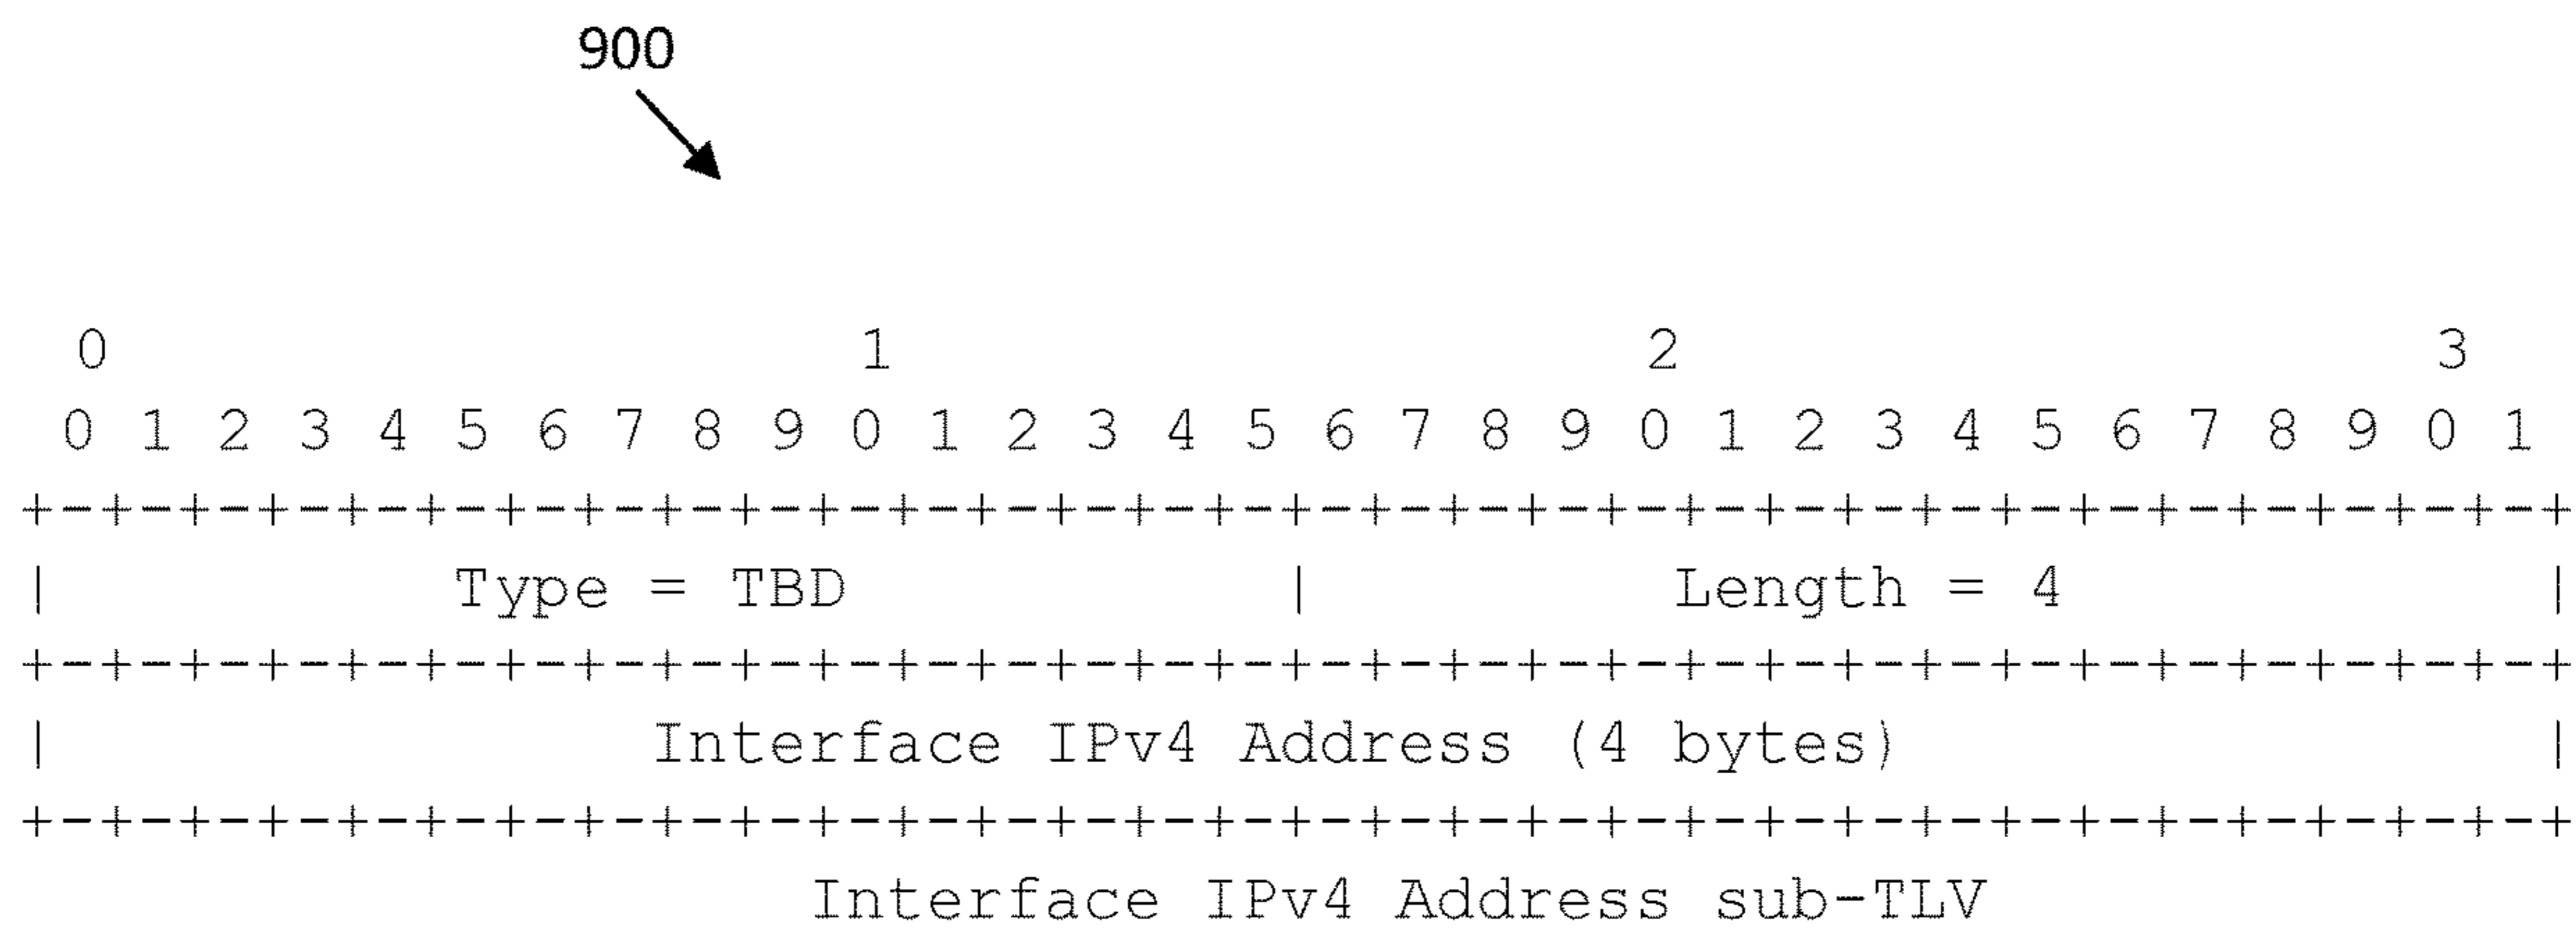 900
0 1 2 3
0 1 2 3 4 5 6 7 8 9 0 1 2 3 4 5 6 7 8 9 0 1 2 3 4 5 6 7 8 9 0 1
+-+-+-+-+-+-+-+-+-+-+-+-+-+-+-+-+-+-+-+-+-+-+-+-+-+-+-+-+-+-+-+-+
| Type = TBD | Length = 4 |
+-+-+-+-+-+-+-+-+-+-+-+-+-+-+-+-+-+-+-+-+-+-+-+-+-+-+-+-+-+-+-+-+
| Interface IPv4 Address (4 bytes) |
+-+-+-+-+-+-+-+-+-+-+-+-+-+-+-+-+-+-+-+-+-+-+-+-+-+-+-+-+-+-+-+-+
Interface IPv4 Address sub-TLV